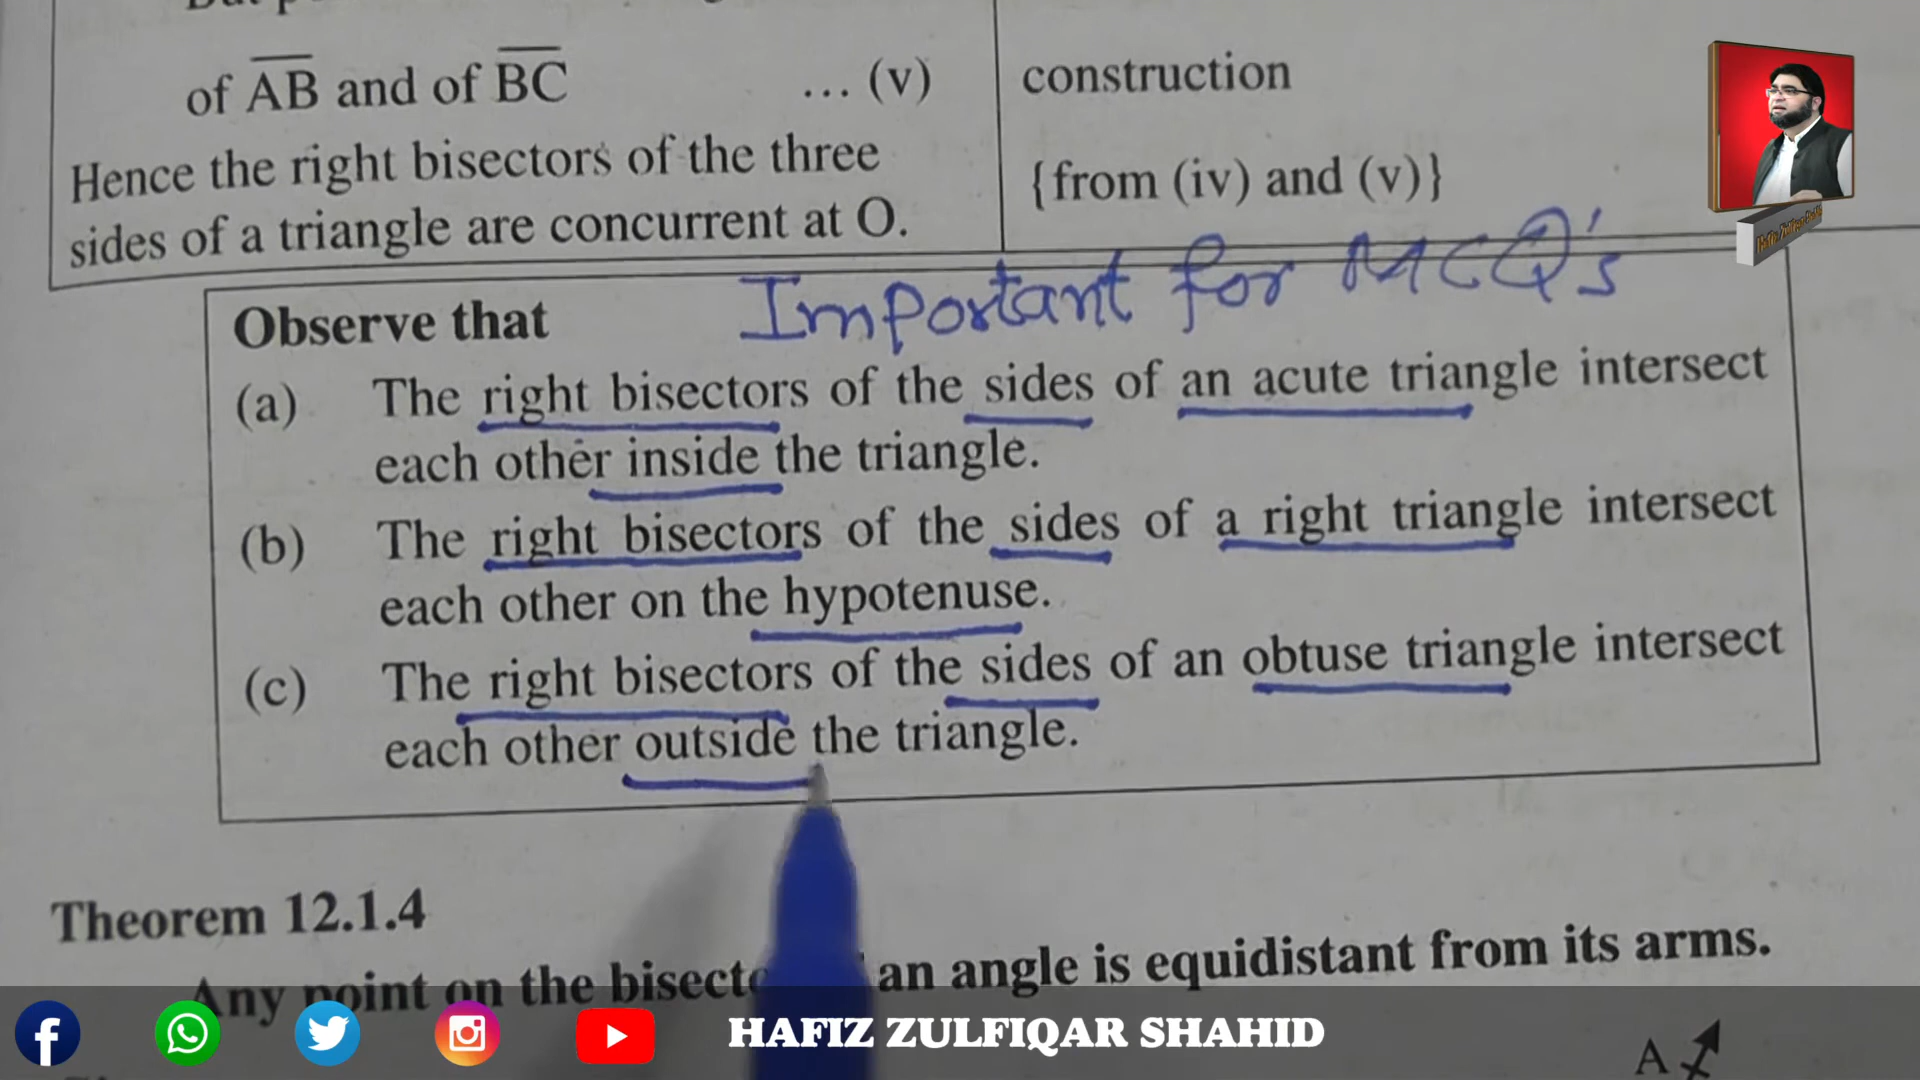 of AB and of BC ... (v) construction
Hence the right bisectors of the three {from (iv) and (v)}
sides of a triangle are concurrent at O.
Observe that Important for MCQ's
(a) The right bisectors of the sides of an acute triangle intersect
each other inside the triangle.
(b) The right bisectors of the sides of a right triangle intersect
each other on the hypotenuse.
(c) The right bisectors of the sides of an obtuse triangle intersect
each other outside the triangle.
Theorem 12.1.4
Any point on the an angle is equidistant from its arms.
HAFIZ ZULFIQAR SHAHID
A